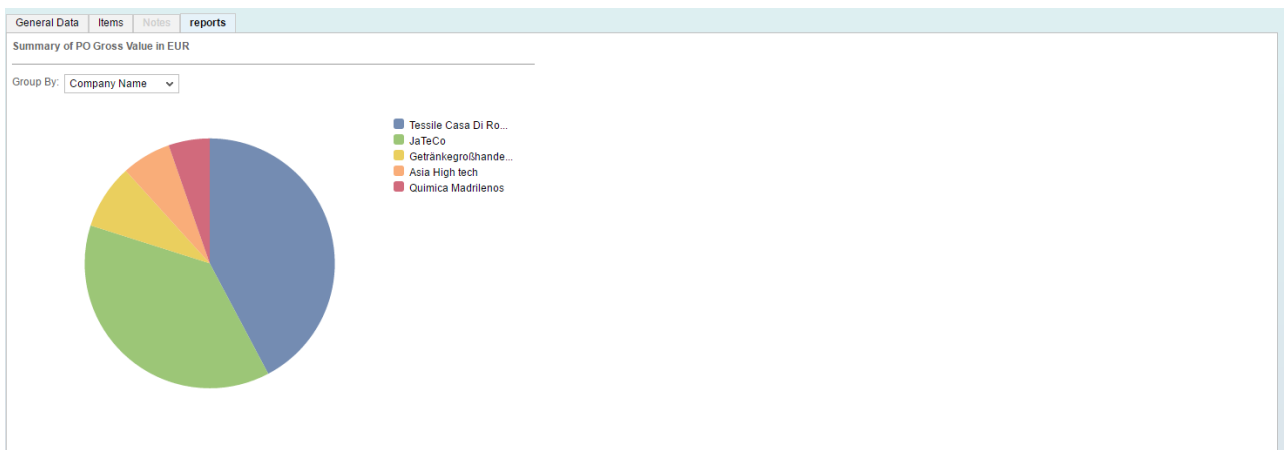 General Data Items Notes reports
Summary of PO Gross Value in EUR
Group By: Company Name
Tessile Casa Di Ro...
JaTeCo
Getränkegroßhande...
Asia High tech
Quimica Madrilenos